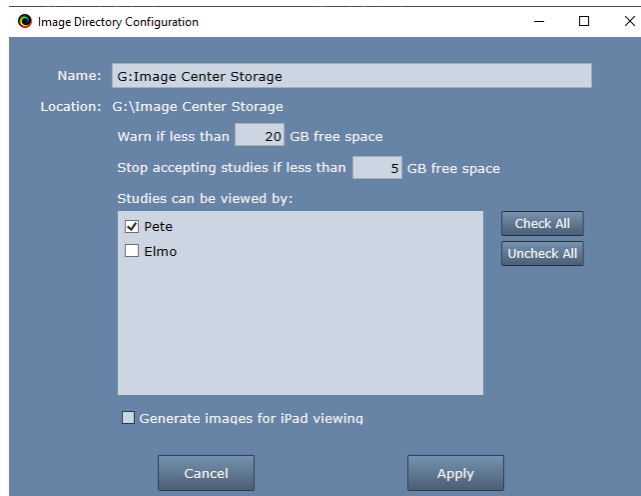 Image Directory Configuration
Name: G:Image Center Storage
Location: G:\Image Center Storage
Warn if less than 20 GB free space
Stop accepting studies if less than 5 GB free space
Studies can be viewed by:
Pete
Check All
Elmo
Uncheck All
Generate images for iPad viewing
Cancel
Apply